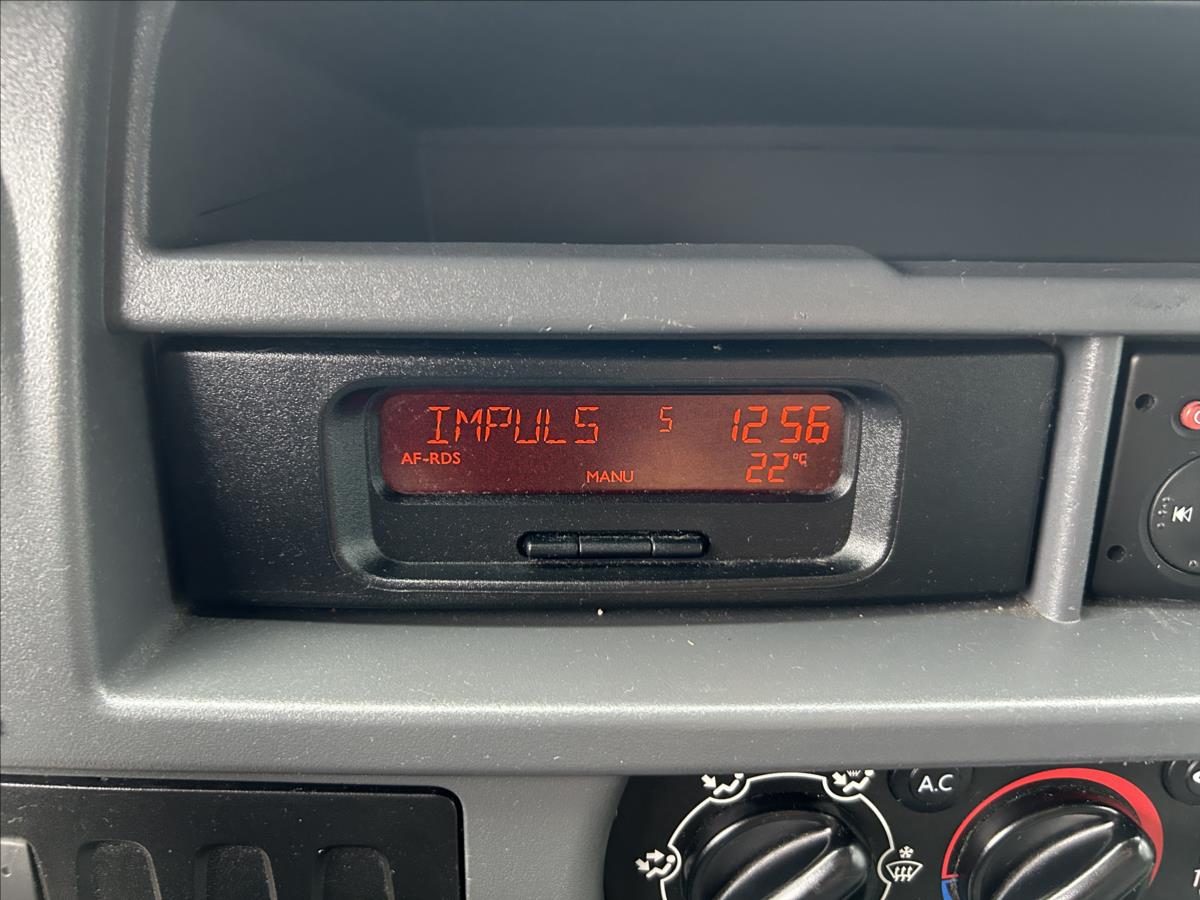 IMPULS 5 12 56
AF-RDS 22°C
MANU
A.C